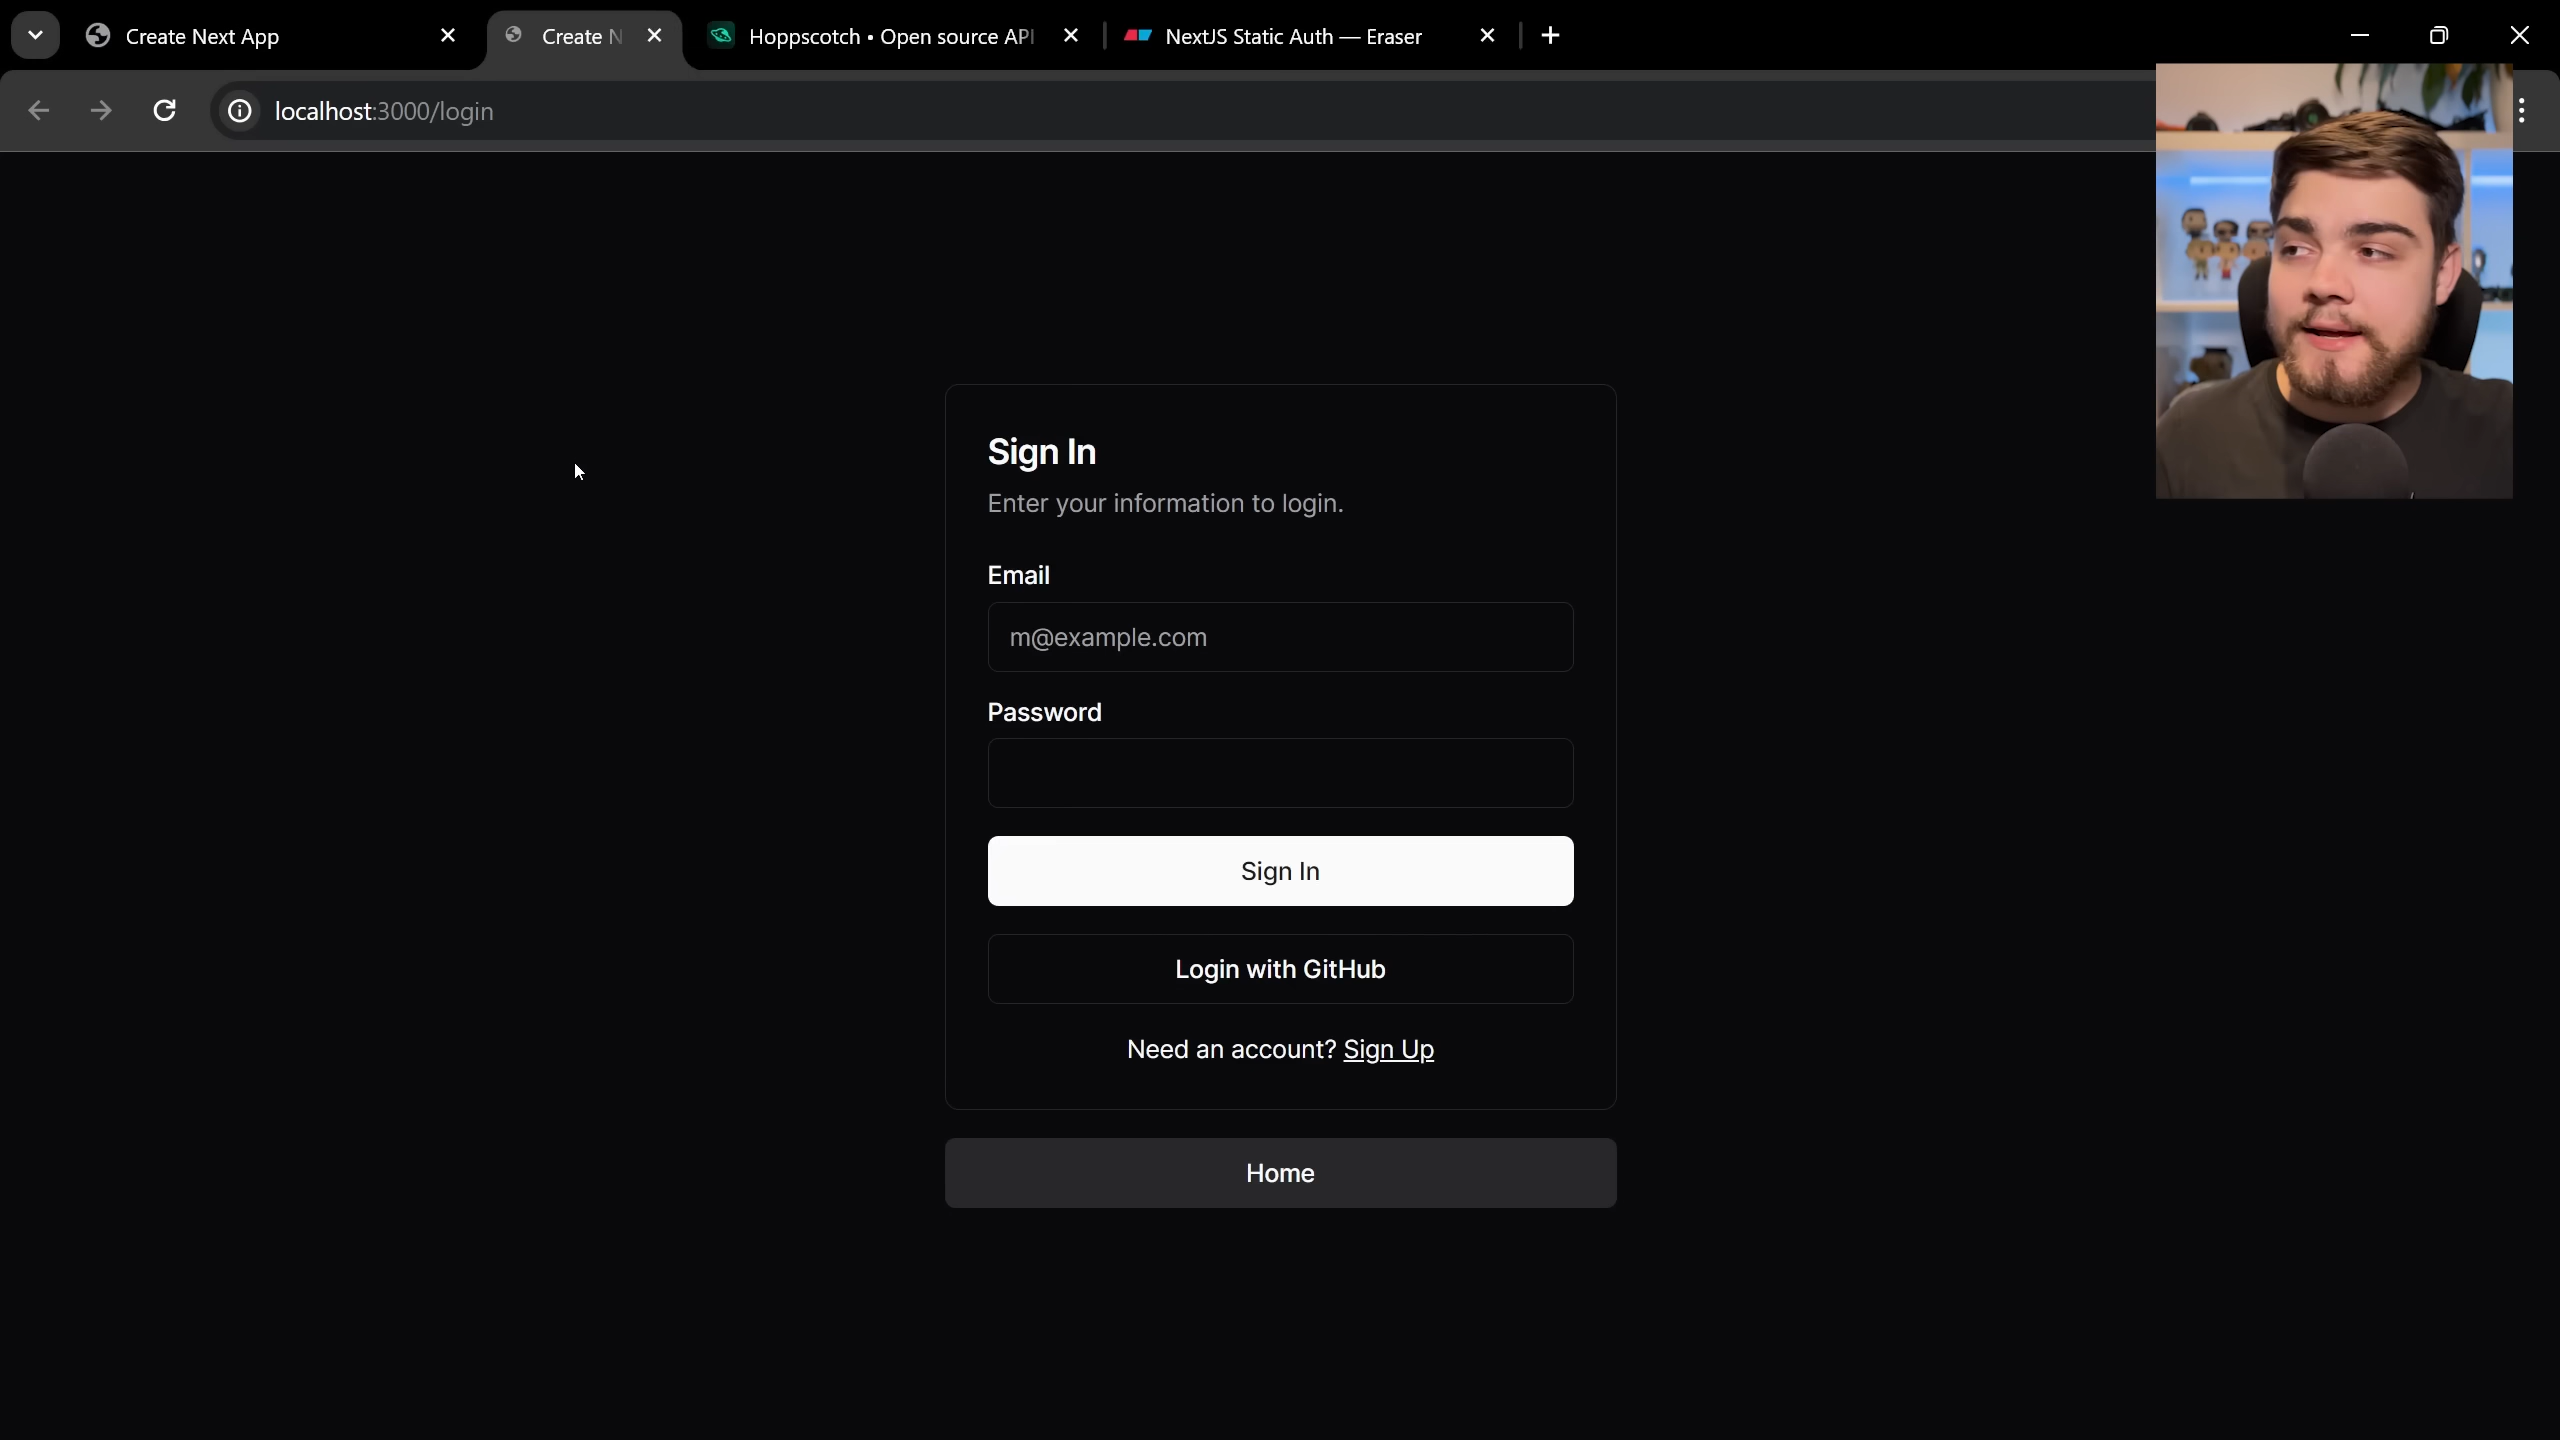 Create Next App
Create N
Hoppscotch • Open source API
NextJS Static Auth — Eraser
localhost:3000/login
Sign In
Enter your information to login.
Email
m@example.com
Password
Sign In
Login with GitHub
Need an account? Sign Up
Home